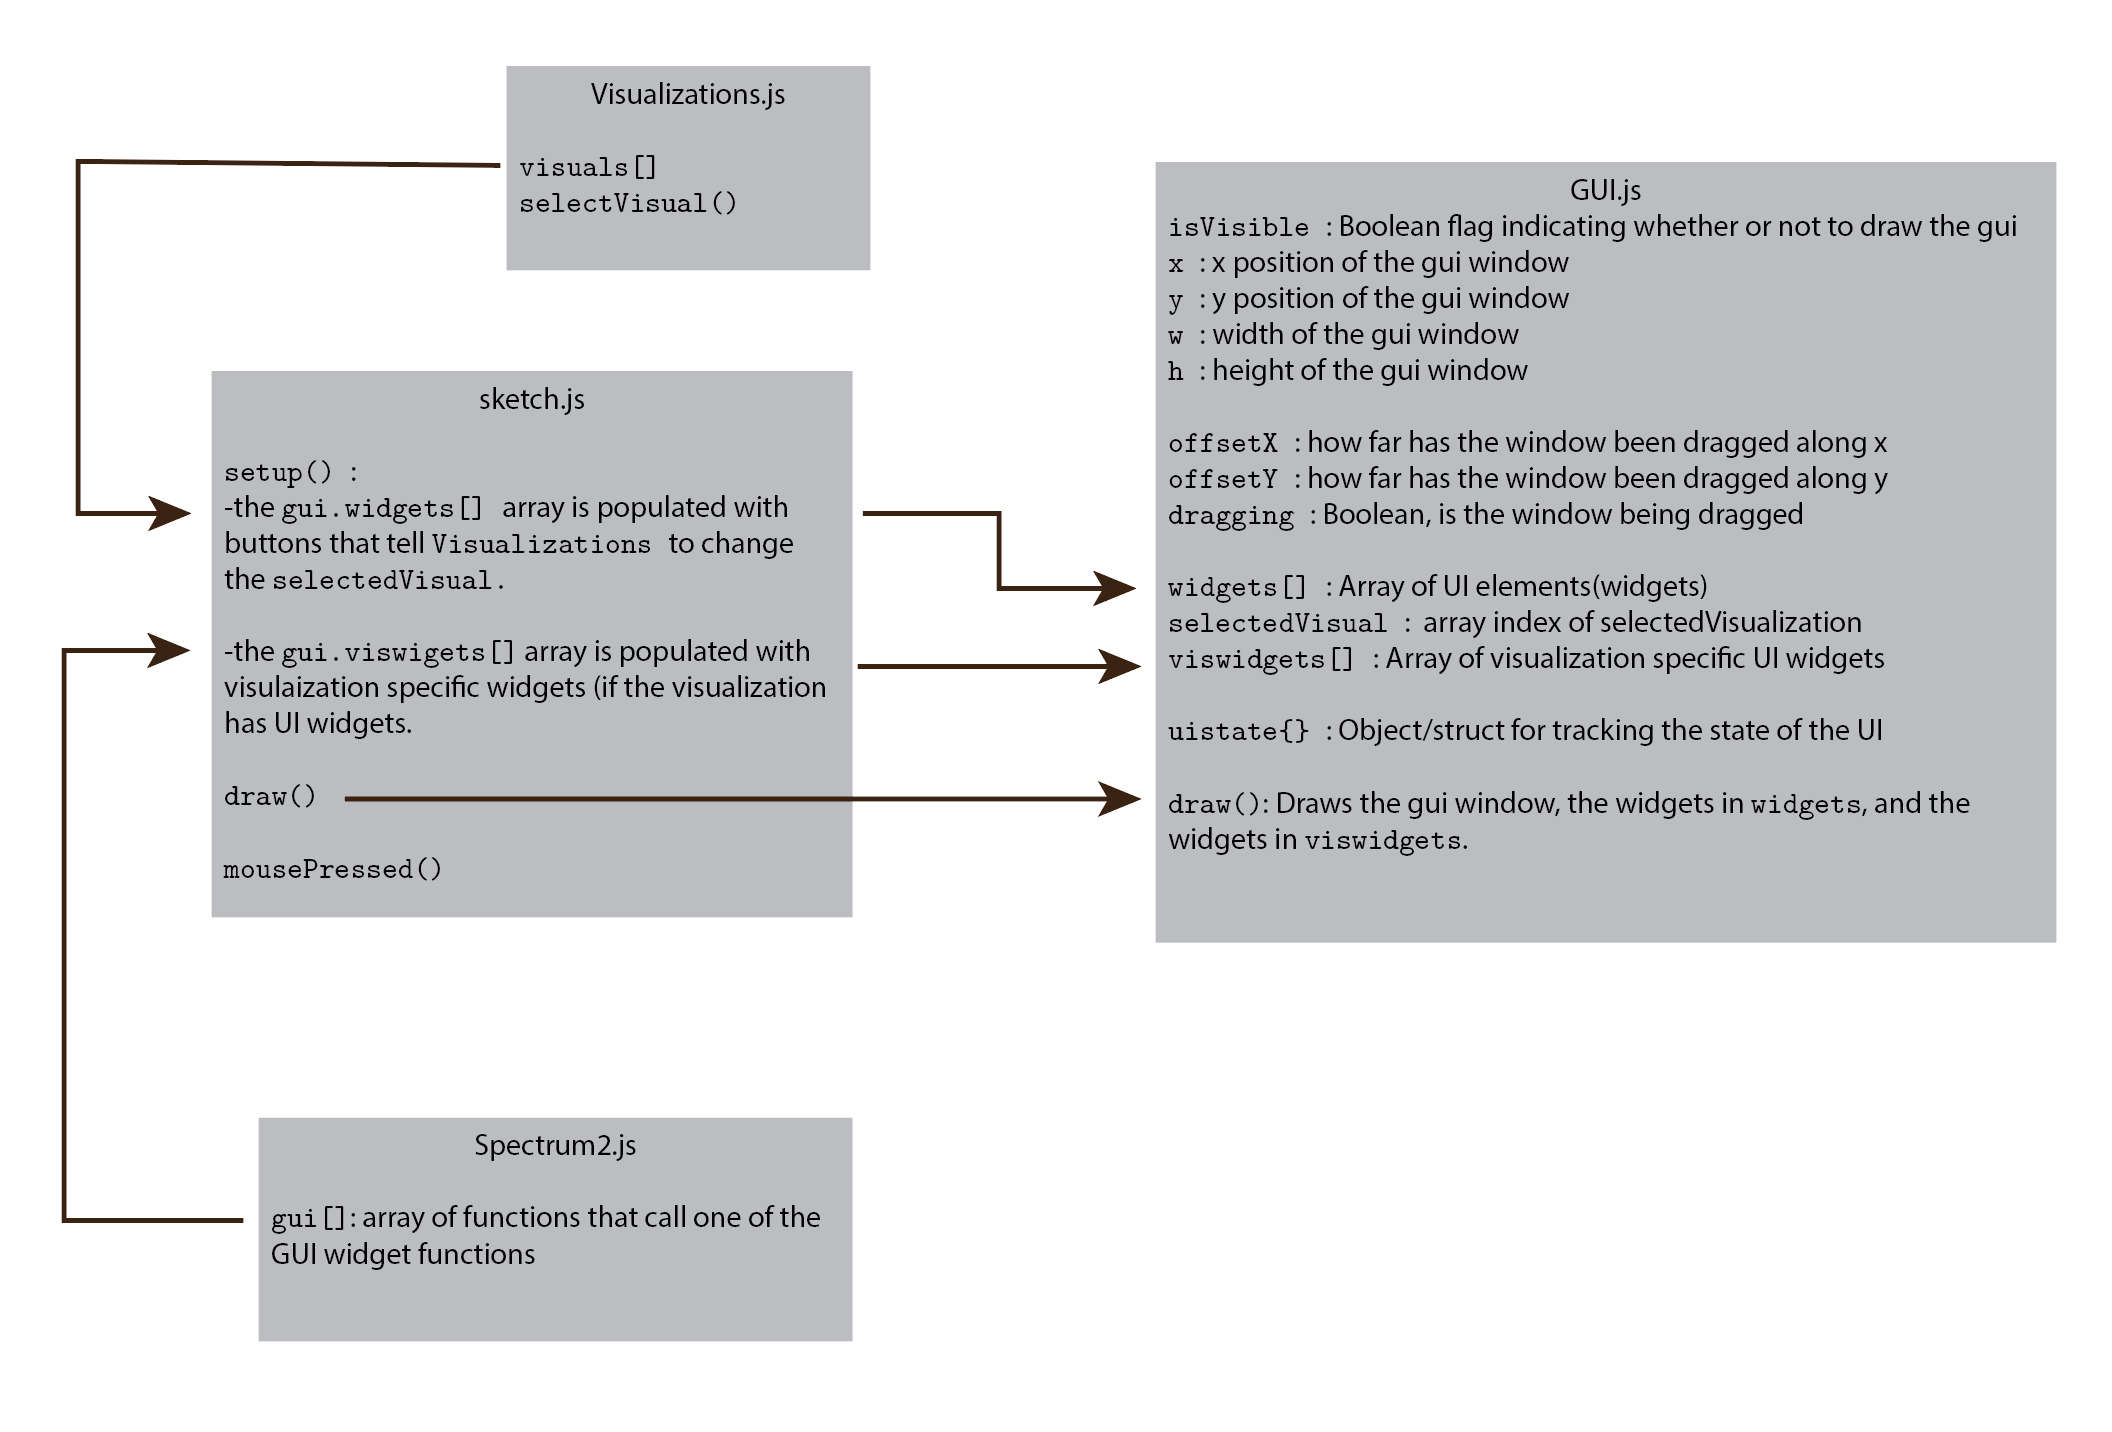 Visualizations.js
visuals[]
selectVisual()
sketch.js
setup() :
-the gui.widgets[] array is populated with
buttons that tell Visualizations to change
the selectedVisual.
-the gui.viswigets[] array is populated with
visulaization specific widgets (if the visualization
has UI widgets.
draw()
mousePressed()
GUI.js
isVisible : Boolean flag indicating whether or not to draw the gui
x : x position of the gui window
y : y position of the gui window
w : width of the gui window
h : height of the gui window
offsetX : how far has the window been dragged along x
offsetY : how far has the window been dragged along y
dragging : Boolean, is the window being dragged
widgets[] : Array of UI elements(widgets)
selectedVisual : array index of selectedVisualization
viswidgets[] : Array of visualization specific UI widgets
uistate{} : Object/struct for tracking the state of the UI
draw(): Draws the gui window, the widgets in widgets, and the
widgets in viswidgets.
Spectrum2.js
gui[]: array of functions that call one of the
GUI widget functions